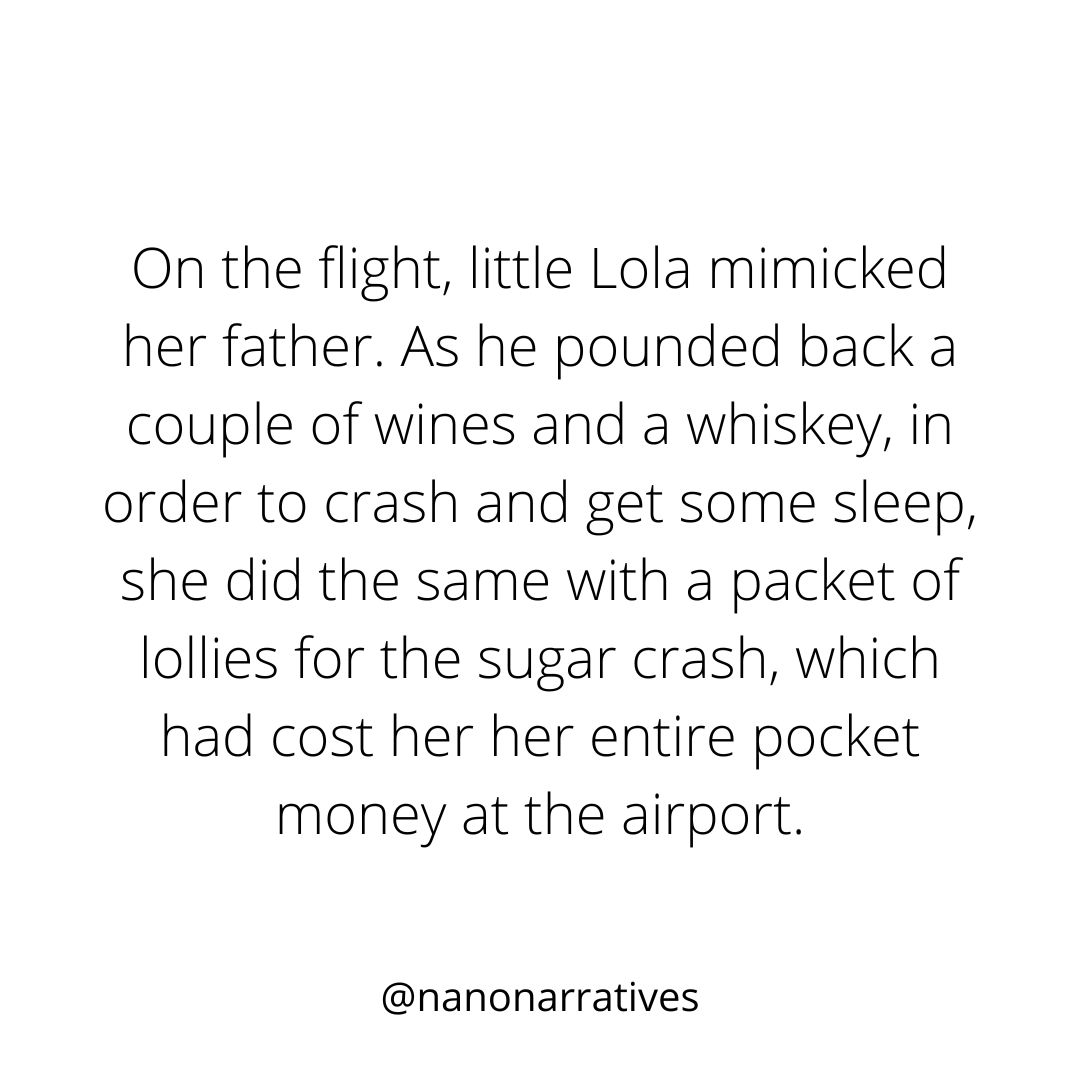 On the flight, little Lola mimicked
her father. As he pounded back a
couple of wines and a whiskey, in
order to crash and get some sleep,
she did the same with a packet of
lollies for the sugar crash, which
had cost her her entire pocket
money at the airport.
@nanonarratives